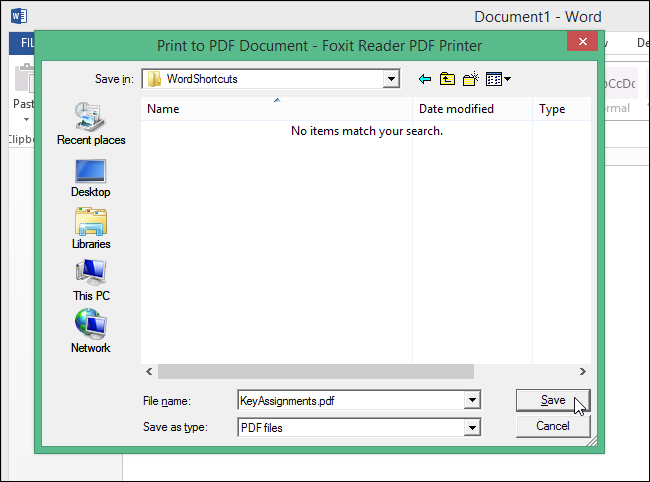 Document1 - Word
FIL
Print to PDF Document - Foxit Reader PDF Printer
De
Save in:
WordShortcuts
Past
Clipb
Name
Date modified
Type
bCcDc
ormal
No items match your search.
Recent places
Desktop
Libraries
This PC
Network
File name:
KeyAssignments.pdf
Save
Save as type:
PDF files
Cancel